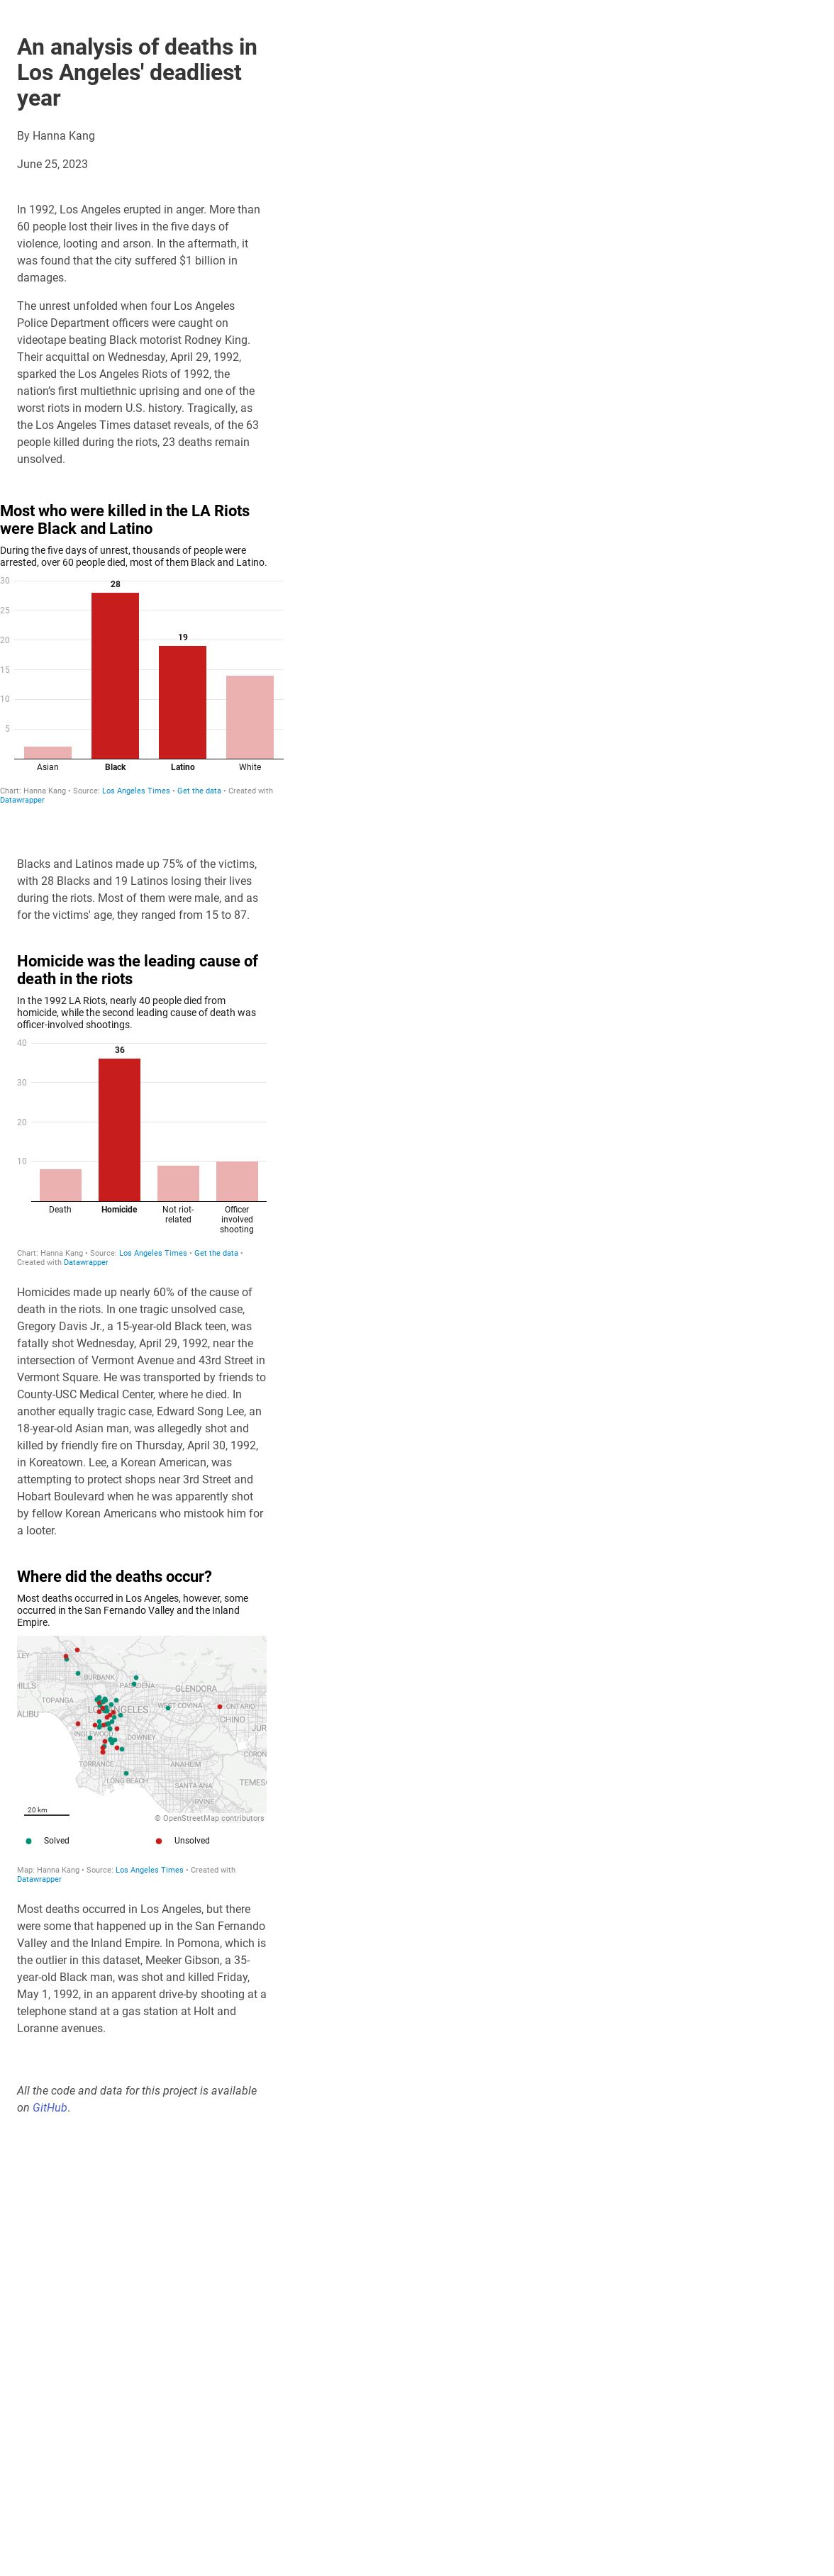 An analysis of deaths in
Los Angeles' deadliest
year
By Hanna Kang
June 25, 2023
In 1992, Los Angeles erupted in anger. More than
60 people lost their lives in the five days of
violence, looting and arson. In the aftermath, it
was found that the city suffered $1 billion in
damages.
The unrest unfolded when four Los Angeles
Police Department officers were caught on
videotape beating Black motorist Rodney King.
Their acquittal on Wednesday, April 29, 1992,
sparked the Los Angeles Riots of 1992, the
nation’s first multiethnic uprising and one of the
worst riots in modern U.S. history. Tragically, as
the Los Angeles Times dataset reveals, of the 63
people killed during the riots, 23 deaths remain
unsolved.
Most who were killed in the LA Riots
were Black and Latino
During the five days of unrest, thousands of people were
arrested, over 60 people died, most of them Black and Latino.
30
28
25
20
19
15
10
5
Asian Black Latino White
Chart: Hanna Kang • Source: Los Angeles Times • Get the data • Created with
Datawrapper
Blacks and Latinos made up 75% of the victims,
with 28 Blacks and 19 Latinos losing their lives
during the riots. Most of them were male, and as
for the victims' age, they ranged from 15 to 87.
Homicide was the leading cause of
death in the riots
In the 1992 LA Riots, nearly 40 people died from
homicide, while the second leading cause of death was
officer-involved shootings.
40
36
30
20
10
Death Homicide Not riot- Officer
related involved
shooting
Chart: Hanna Kang • Source: Los Angeles Times • Get the data •
Created with Datawrapper
Homicides made up nearly 60% of the cause of
death in the riots. In one tragic unsolved case,
Gregory Davis Jr., a 15-year-old Black teen, was
fatally shot Wednesday, April 29, 1992, near the
intersection of Vermont Avenue and 43rd Street in
Vermont Square. He was transported by friends to
County-USC Medical Center, where he died. In
another equally tragic case, Edward Song Lee, an
18-year-old Asian man, was allegedly shot and
killed by friendly fire on Thursday, April 30, 1992,
in Koreatown. Lee, a Korean American, was
attempting to protect shops near 3rd Street and
Hobart Boulevard when he was apparently shot
by fellow Korean Americans who mistook him for
a looter.
Where did the deaths occur?
Most deaths occurred in Los Angeles, however, some
occurred in the San Fernando Valley and the Inland
Empire.
LEY
BURBANK
HILLS PASADENA GLENDORA
TOPANGA
WEST COVINA ONTARIO
ALIBU LOS ANGELES
CHINO
JUR
INGLEWOOD DOWNEY
CORON
TORRANCE ANAHEIM
LONG BEACH TEMES
SANTA ANA
IRVINE
20 km
© OpenStreetMap contributors
Solved Unsolved
Map: Hanna Kang • Source: Los Angeles Times • Created with
Datawrapper
Most deaths occurred in Los Angeles, but there
were some that happened up in the San Fernando
Valley and the Inland Empire. In Pomona, which is
the outlier in this dataset, Meeker Gibson, a 35-
year-old Black man, was shot and killed Friday,
May 1, 1992, in an apparent drive-by shooting at a
telephone stand at a gas station at Holt and
Loranne avenues.
All the code and data for this project is available
on GitHub.